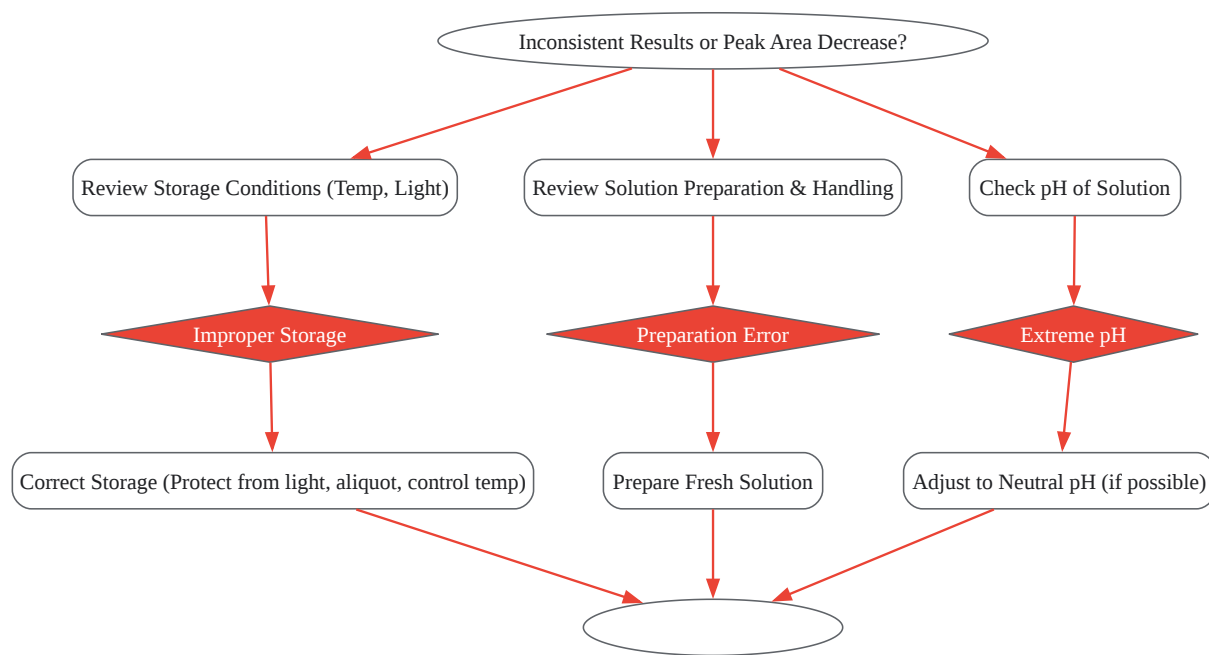 Inconsistent Results or Peak Area Decrease?
Review Storage Conditions (Temp, Light)
Review Solution Preparation & Handling
Check pH of Solution
Improper Storage
Preparation Error
Extreme pH
Correct Storage (Protect from light, aliquot, control temp)
Prepare Fresh Solution
Adjust to Neutral pH (if possible)